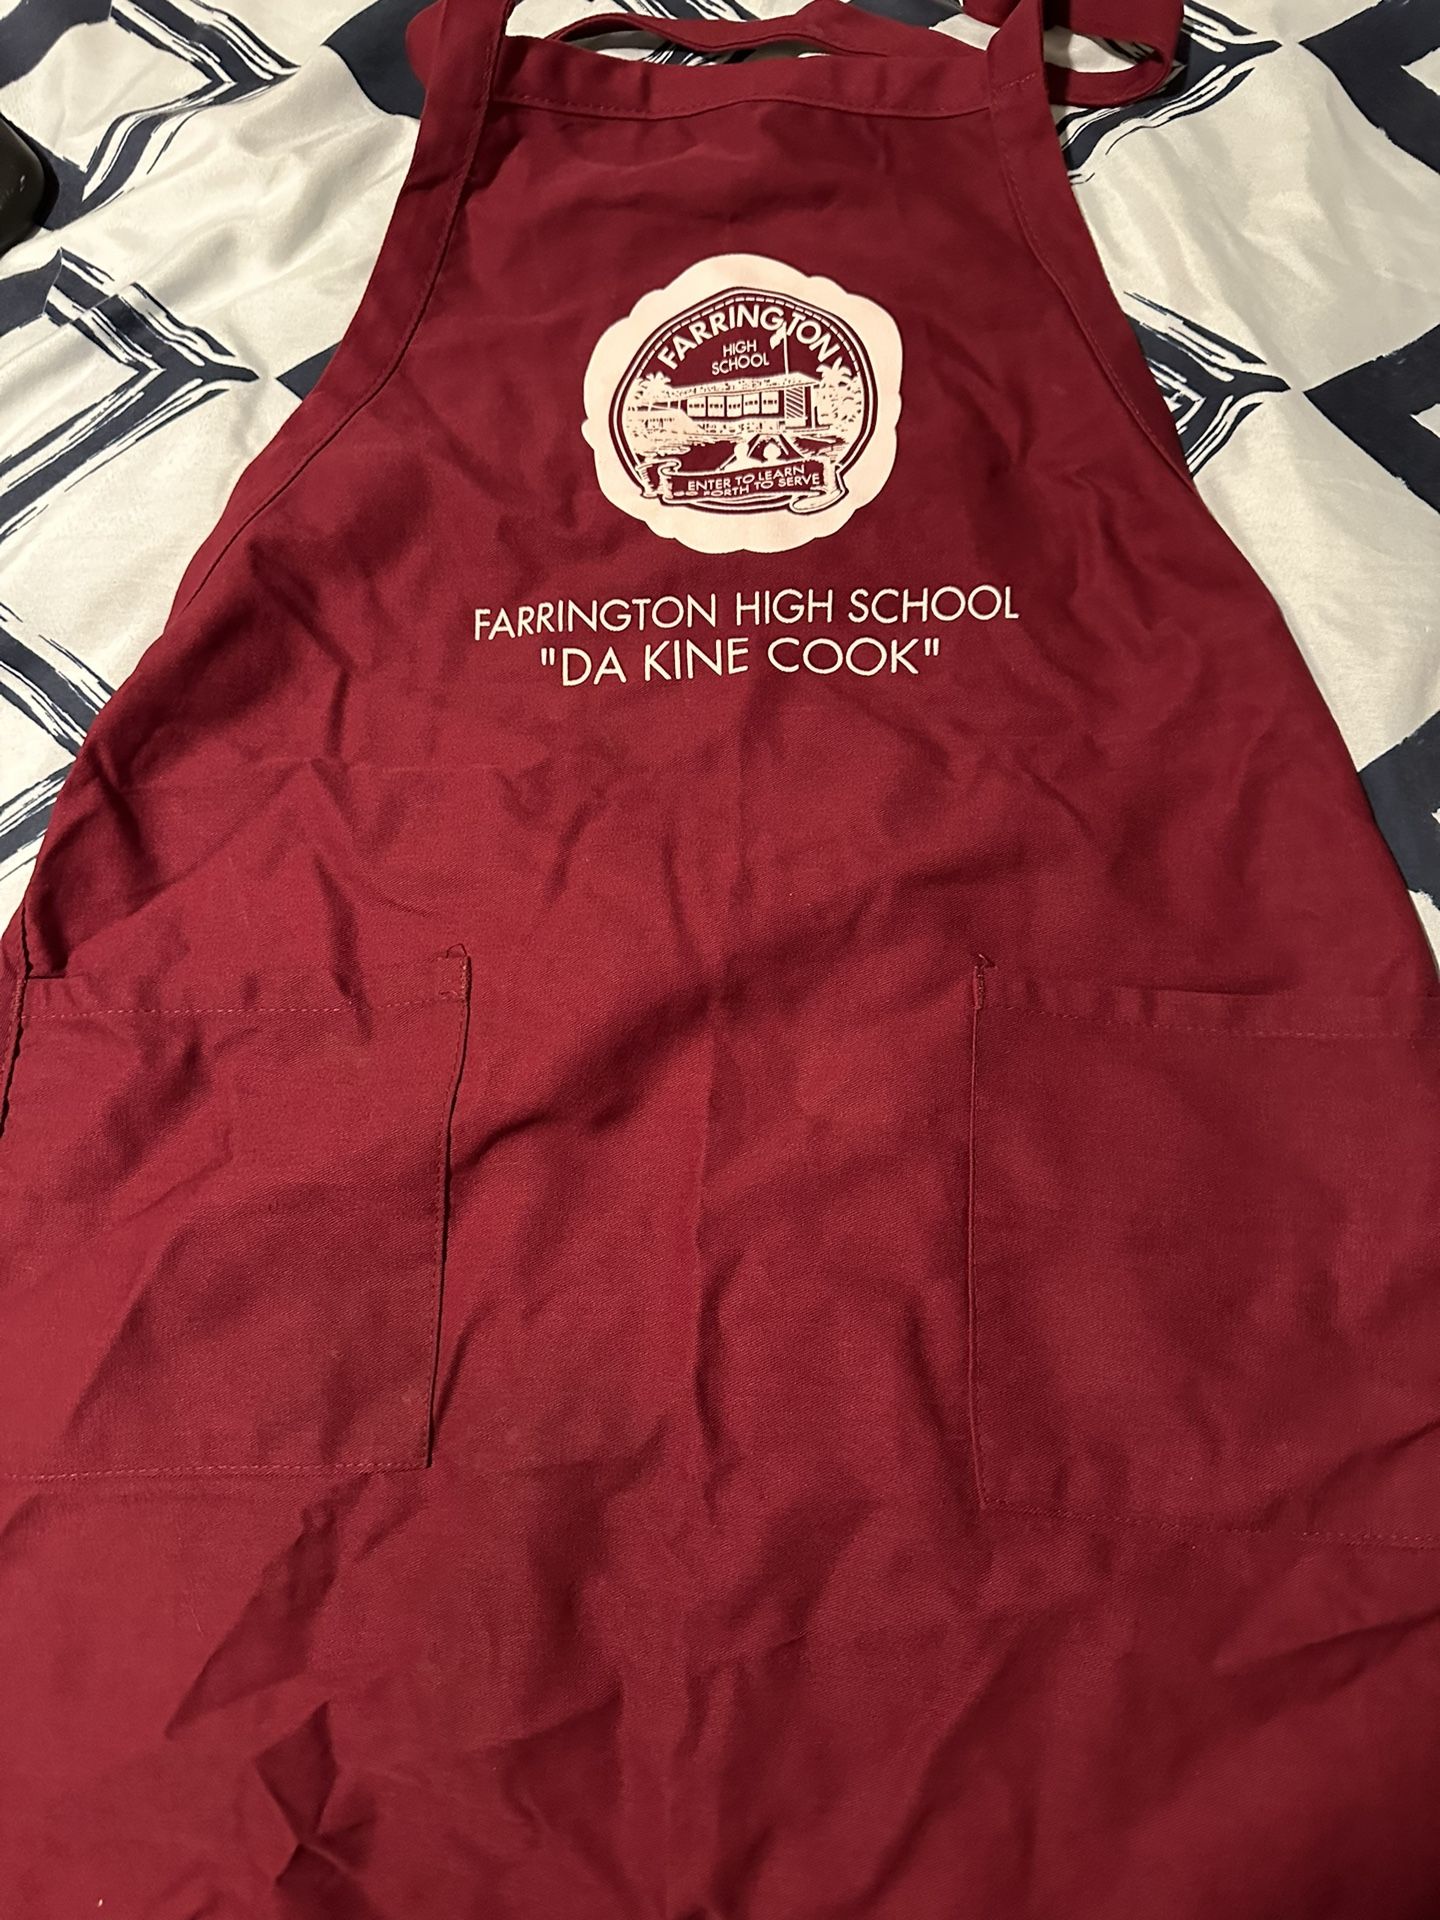 FARRINGTON
HIGH
SCHOOL
ENTER TO LEARN
GO FORTH TO SERVE
FARRINGTON HIGH SCHOOL
"DA KINE COOK"